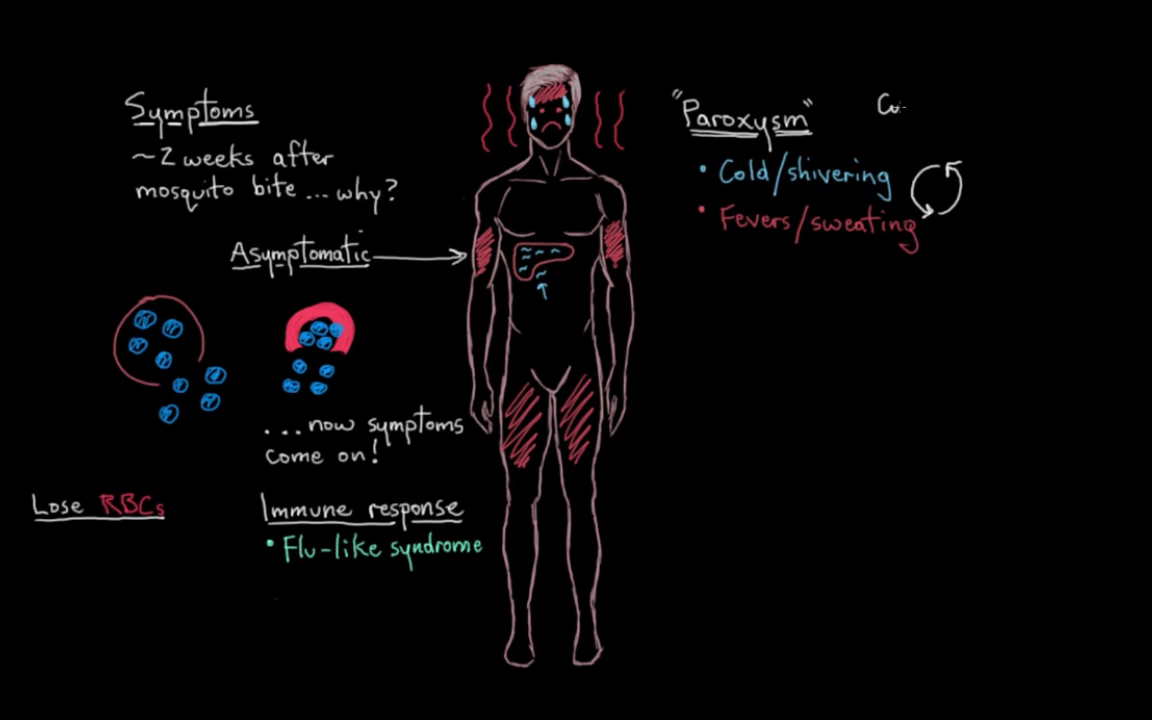 Symptoms
~2 weeks after
mosquito bite ... why?
Asymptomatic
... now symptoms
come on!
Lose RBCs
Immune response
• Flu-like syndrome
"Paroxysm"
• Cold/shivering
• Fevers/sweating
Co